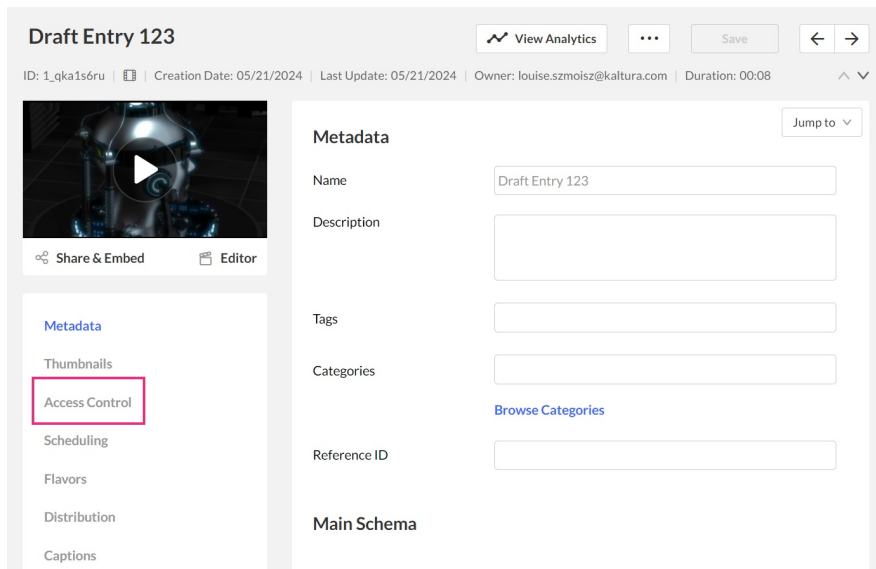 Draft Entry 123
View Analytics
Save
ID: 1_qka1s6ru | Creation Date: 05/21/2024 | Last Update: 05/21/2024 | Owner: louise.szmoisz@kaltura.com | Duration: 00:08
Share & Embed
Editor
Metadata
Thumbnails
Access Control
Scheduling
Flavors
Distribution
Captions
Jump to
Metadata
Name
Draft Entry 123
Description
Tags
Categories
Browse Categories
Reference ID
Main Schema